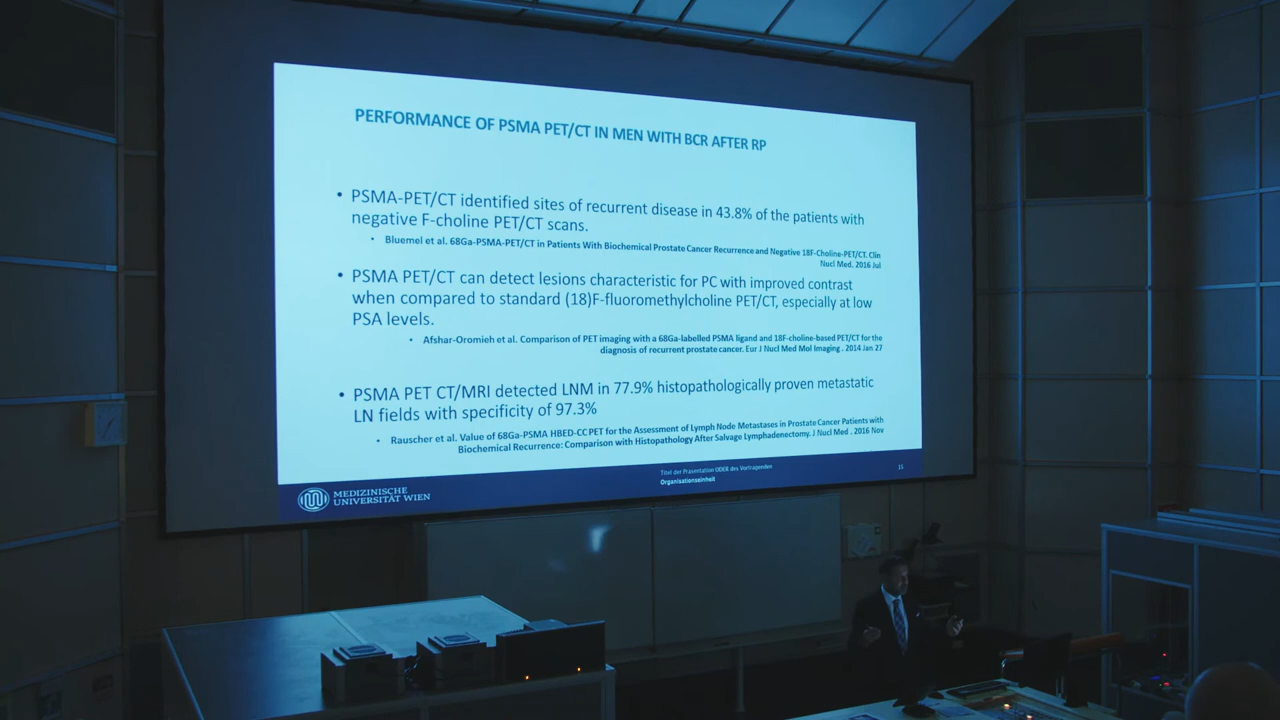 PERFORMANCE OF PSMA PET/CT IN MEN WITH BCR AFTER RP
• PSMA-PET/CT identified sites of recurrent disease in 43.8% of the patients with
negative F-choline PET/CT scans.
• Bluemel et al. 68Ga-PSMA-PET/CT in Patients With Biochemical Prostate Cancer Recurrence and Negative 18F-Choline-PET/CT. Clin
Nucl Med. 2016 Jul
• PSMA PET/CT can detect lesions characteristic for PC with improved contrast
when compared to standard (18)F-fluoromethylcholine PET/CT, especially at low
PSA levels.
• Afshar-Oromieh et al. Comparison of PET imaging with a 68Ga-labelled PSMA ligand and 18F-choline-based PET/CT for the
diagnosis of recurrent prostate cancer. Eur J Nucl Med Mol Imaging . 2014 Jan 27
• PSMA PET CT/MRI detected LNM in 77.9% histopathologically proven metastatic
LN fields with specificity of 97.3%
• Rauscher et al. Value of 68Ga-PSMA HBED-CC PET for the Assessment of Lymph Node Metastases in Prostate Cancer Patients with
Biochemical Recurrence: Comparison with Histopathology After Salvage Lymphadenectomy. J Nucl Med . 2016 Nov
Titel der Präsentation ODER des Vortragenden
Organisationseinheit
15
MEDIZINISCHE
UNIVERSITÄT WIEN